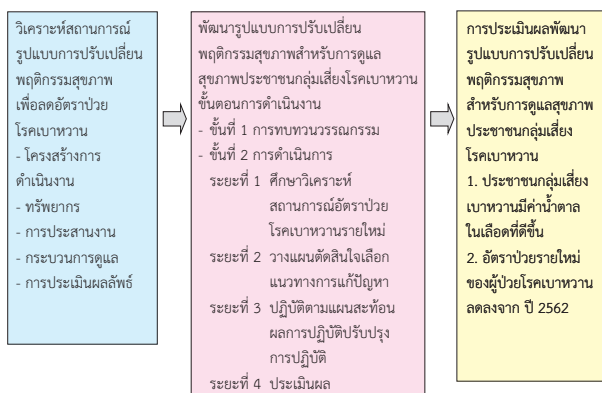 วิเคราะห์สถานการณ์
รูปแบบการปรับเปลี่ยน
พฤติกรรมสุขภาพ
เพื่อลดอัตราป่วย
โรคเบาหวาน
- โครงสร้างการ
ดำเนินงาน
- ทรัพยากร
- การประสานงาน
- กระบวนการดูแล
- การประเมินผลลัพธ์
พัฒนารูปแบบการปรับเปลี่ยน
พฤติกรรมสุขภาพสำหรับการดูแล
สุขภาพประชาชนกลุ่มเสี่ยงโรคเบาหวาน
ขั้นตอนการดำเนินงาน
- ขั้นที่ 1 การทบทวนวรรณกรรม
- ขั้นที่ 2 การดำเนินการ
ระยะที่ 1 ศึกษาวิเคราะห์
สถานการณ์อัตราป่วย
โรคเบาหวานรายใหม่
ระยะที่ 2 วางแผนตัดสินใจเลือก
แนวทางการแก้ปัญหา
ระยะที่ 3 ปฏิบัติตามแผนสะท้อน
ผลการปฏิบัติปรับปรุง
การปฏิบัติ
ระยะที่ 4 ประเมินผล
การประเมินผลพัฒนา
รูปแบบการปรับเปลี่ยน
พฤติกรรมสุขภาพ
สำหรับการดูแลสุขภาพ
ประชาชนกลุ่มเสี่ยง
โรคเบาหวาน
1. ประชาชนกลุ่มเสี่ยง
เบาหวานมีค่าน้ำตาล
ในเลือดที่ดีขึ้น
2. อัตราป่วยรายใหม่
ของผู้ป่วยโรคเบาหวาน
ลดลงจาก ปี 2562